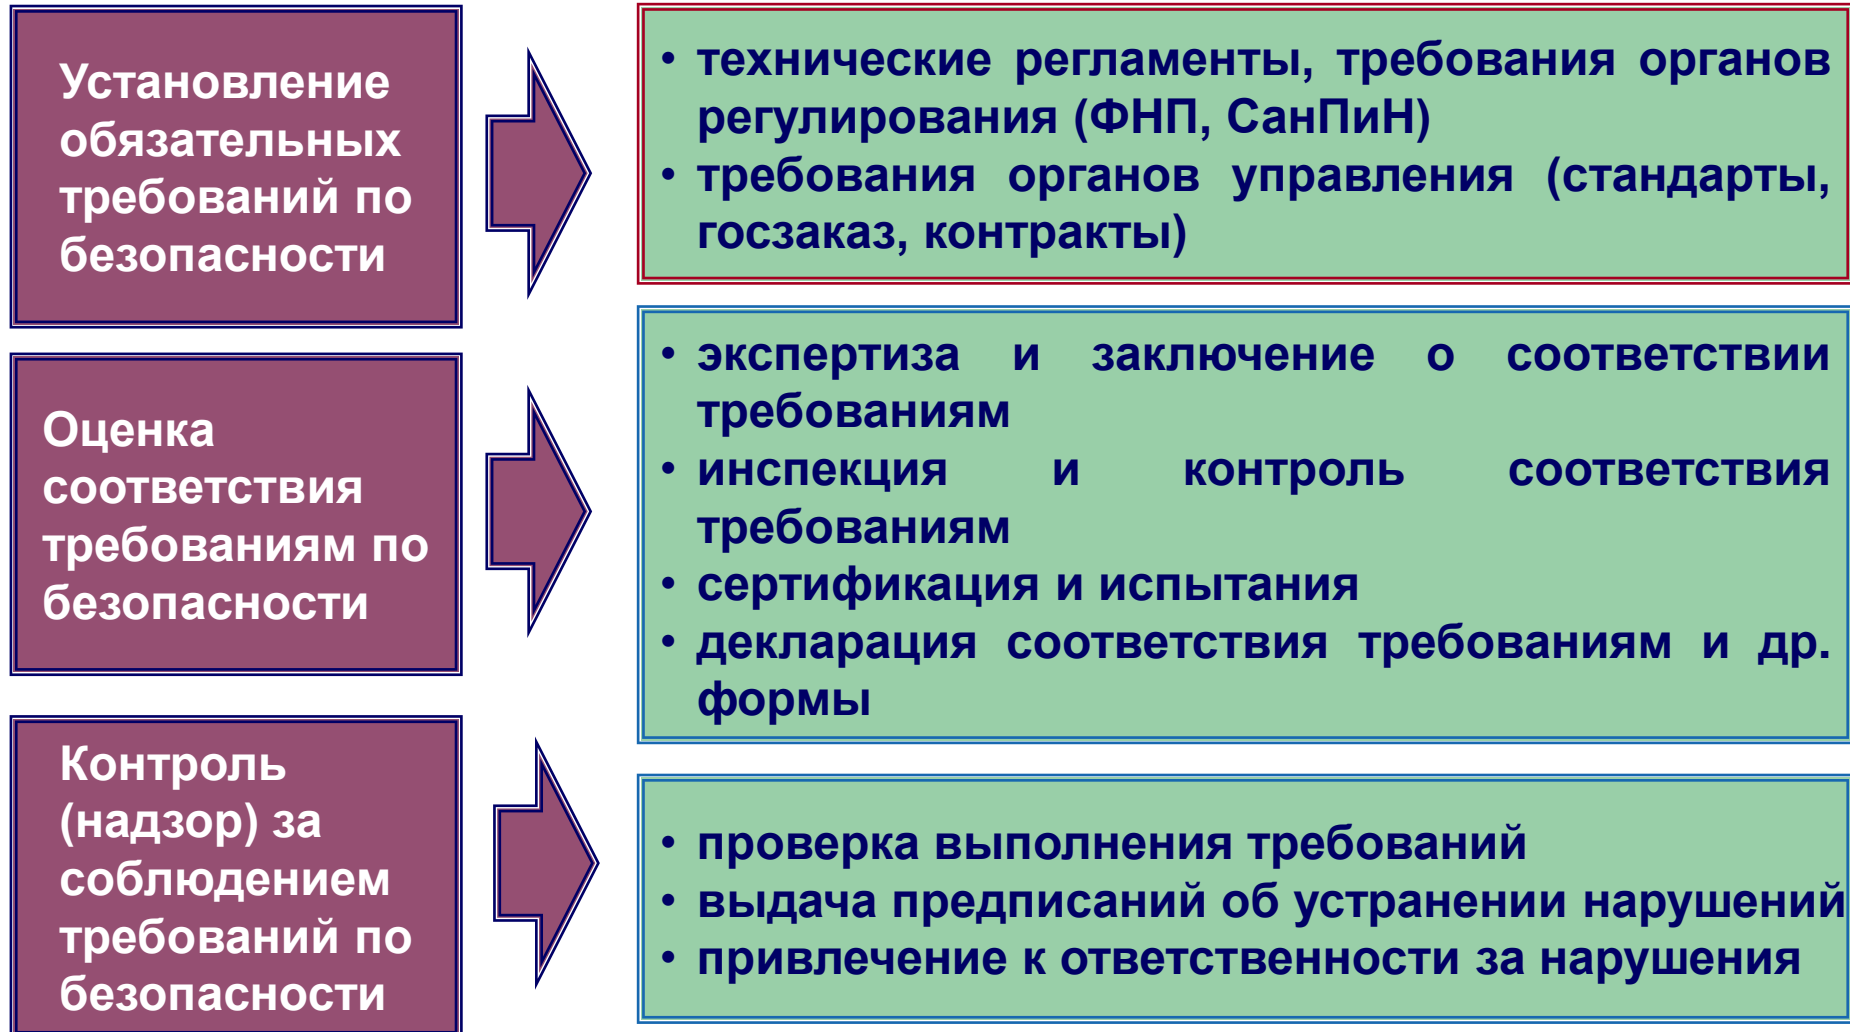 Установление
обязательных
требований по
безопасности
• технические регламенты, требования органов
регулирования (ФНП, СанПиН)
• требования органов управления (стандарты,
госзаказ, контракты)
Оценка
соответствия
требованиям по
безопасности
• экспертиза и заключение о соответствии
требованиям
• инспекция и контроль соответствия
требованиям
• сертификация и испытания
• декларация соответствия требованиям и др.
формы
Контроль
(надзор) за
соблюдением
требований по
безопасности
• проверка выполнения требований
• выдача предписаний об устранении нарушений
• привлечение к ответственности за нарушения